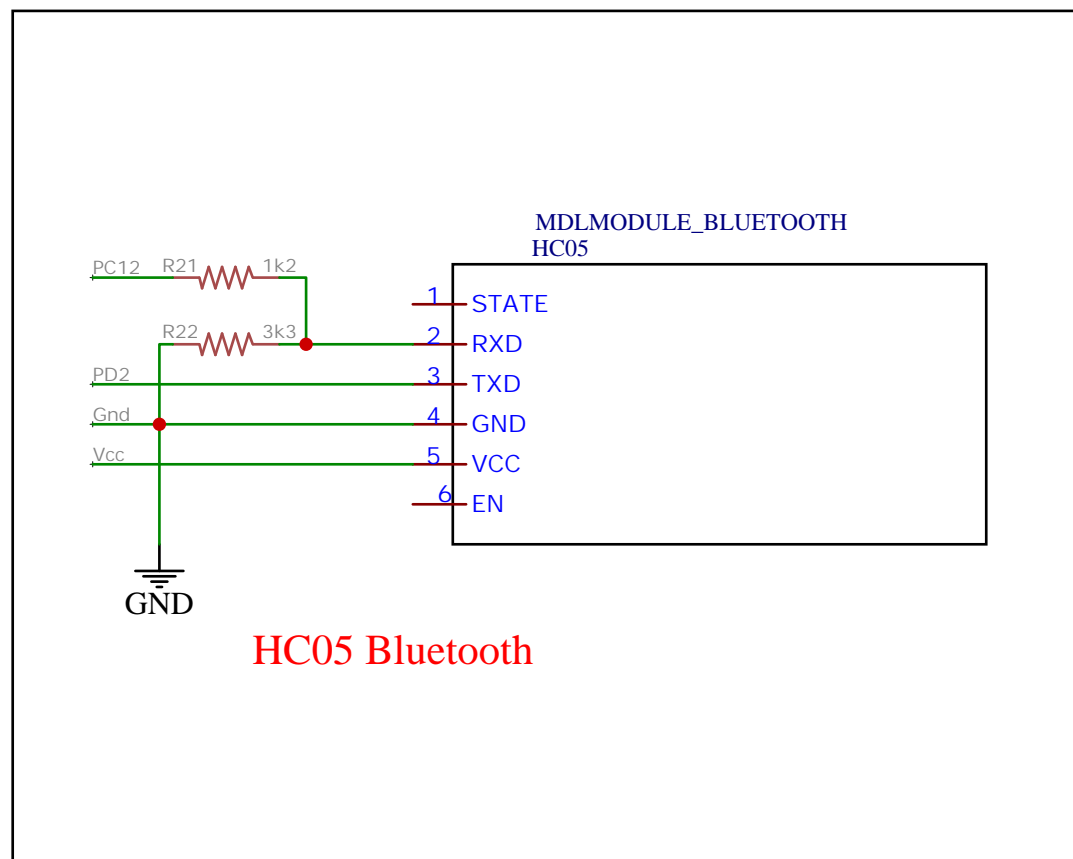 MDLMODULE_BLUETOOTH
HC05
PC12 R21 1k2
1 STATE
R22 3k3 2 RXD
PD2 3 TXD
Gnd 4 GND
Vcc 5 VCC
6 EN
GND
HC05 Bluetooth